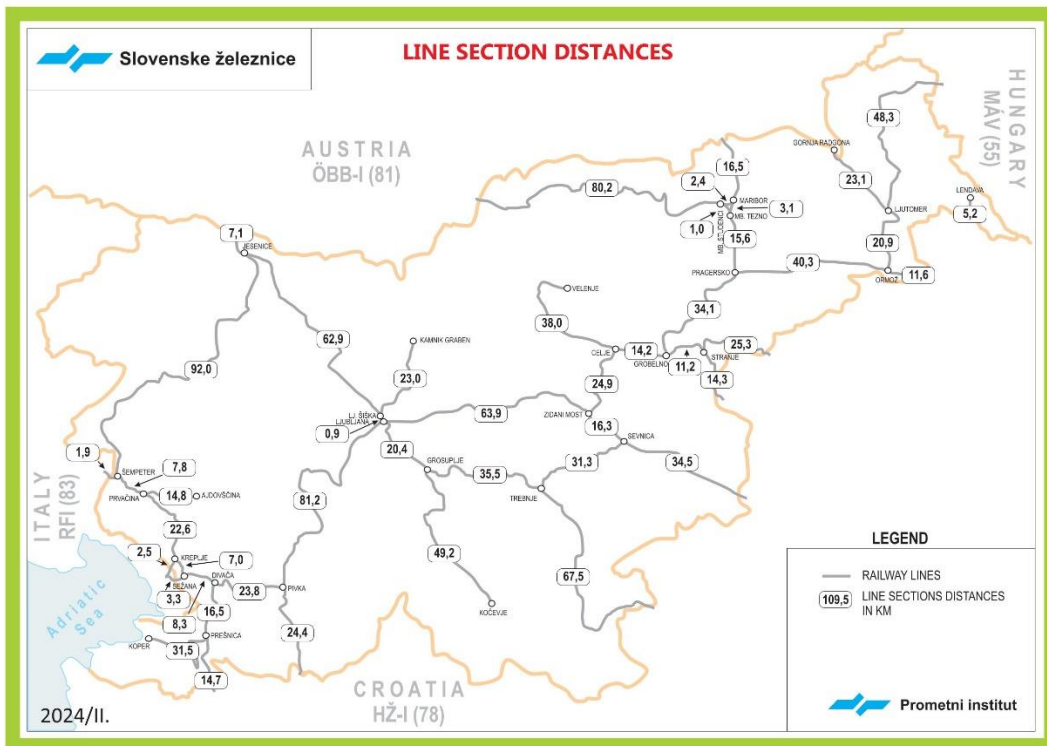 Slovenske železnice
LINE SECTION DISTANCES
HUNGARY
MÁV (55)
AUSTRIA
ÖBB-I (81)
48,3
GORNJA RADGONA
16,5
2,4
23,1
80,2
LENDAVA
MARIBOR
3,1
5,2
LJUTOMER
MB. TEZNO
MB. STUDENCI
1,0
7,1
15,6
20,9
JESENICE
40,3
PRAGERSKO
ORMOŽ
11,6
VELENJE
34,1
38,0
62,9
KAMNIK GRABEN
25,3
CELJE
14,2
GROBELNO
STRANJE
11,2
92,0
23,0
24,9
14,3
LJ. ŠIŠKA
LJUBLJANA
63,9
ZIDANI MOST
0,9
16,3
20,4
SEVNICA
1,9
GROSUPLJE
31,3
34,5
ŠEMPETER
7,8
35,5
TREBNJE
PRVAČINA
14,8
AJDOVŠČINA
81,2
ITALY
RFI (83)
22,6
2,5
KREPLJE
7,0
49,2
SEŽANA
DIVAČA
67,5
3,3
23,8
PIVKA
16,5
KOČEVJE
Adriatic
Sea
8,3
24,4
PREŠNICA
KOPER
31,5
14,7
CROATIA
HŽ-I (78)
LEGEND
RAILWAY LINES
109,5
LINE SECTIONS DISTANCES
IN KM
Prometni institut
2024/II.